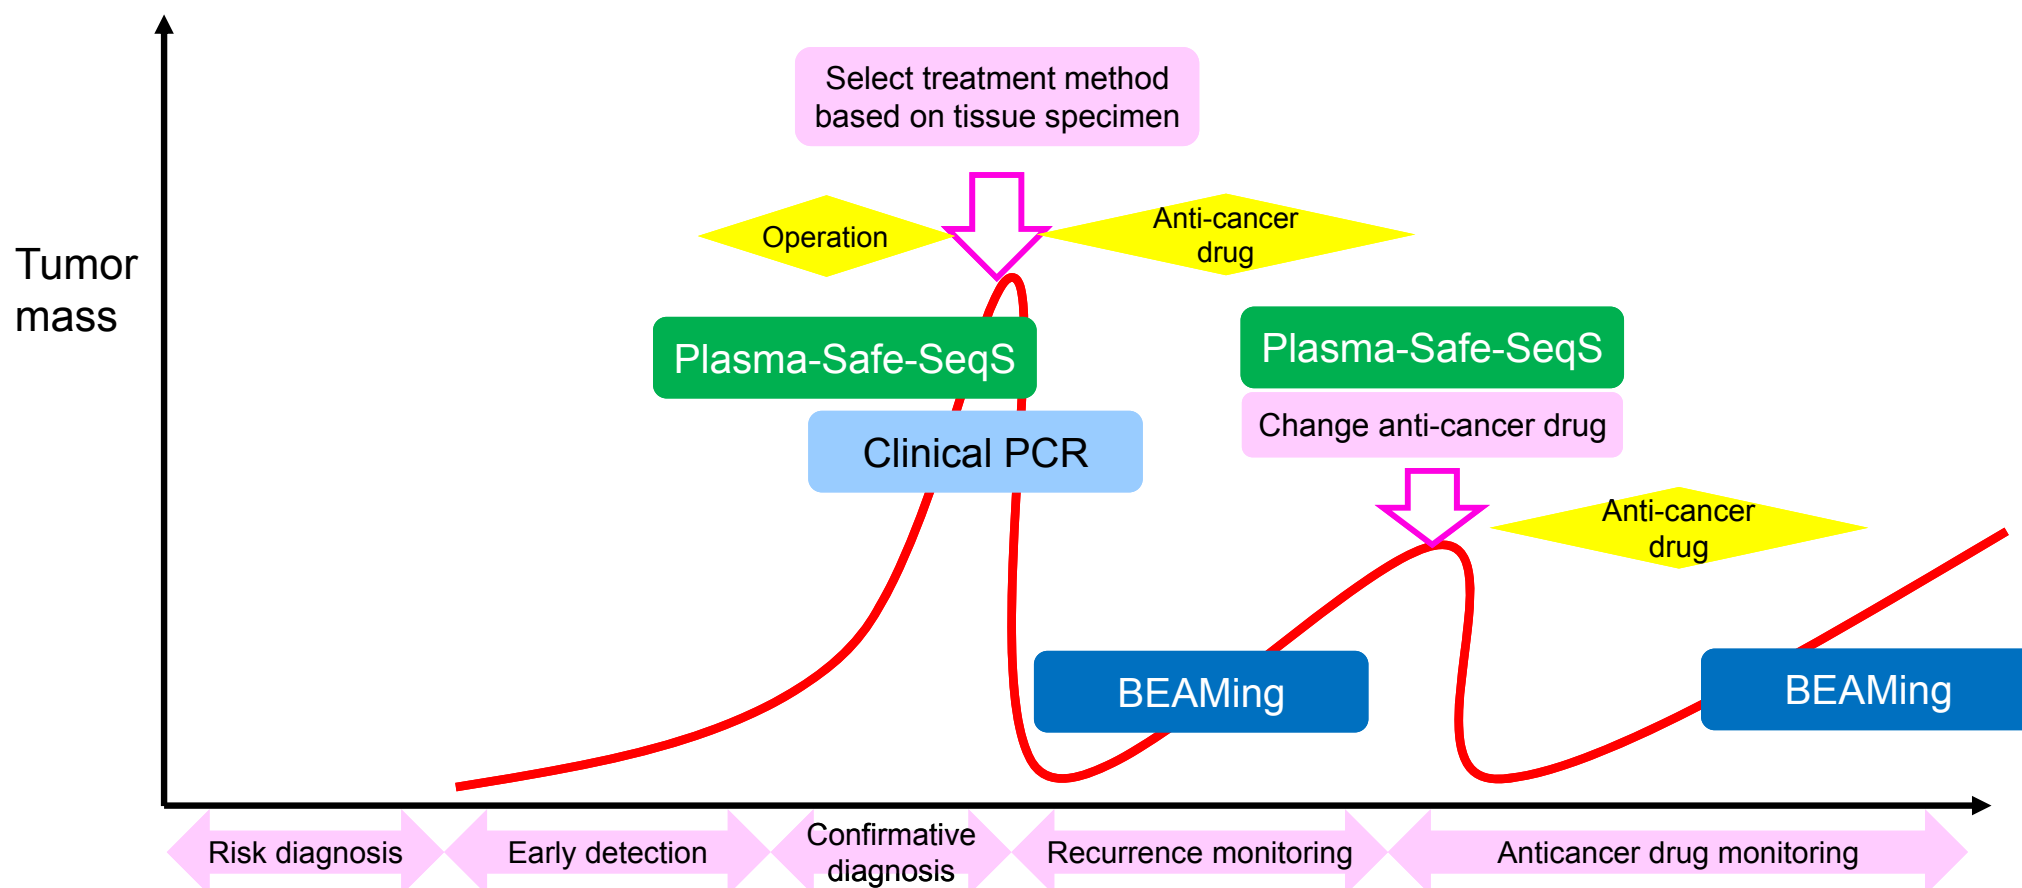 Select treatment method
based on tissue specimen
Operation
Anti-cancer
drug
Tumor
mass
Plasma-Safe-SeqS
Plasma-Safe-SeqS
Clinical PCR
Change anti-cancer drug
Anti-cancer
drug
BEAMing
BEAMing
Risk diagnosis
Early detection
Confirmative
diagnosis
Recurrence monitoring
Anticancer drug monitoring